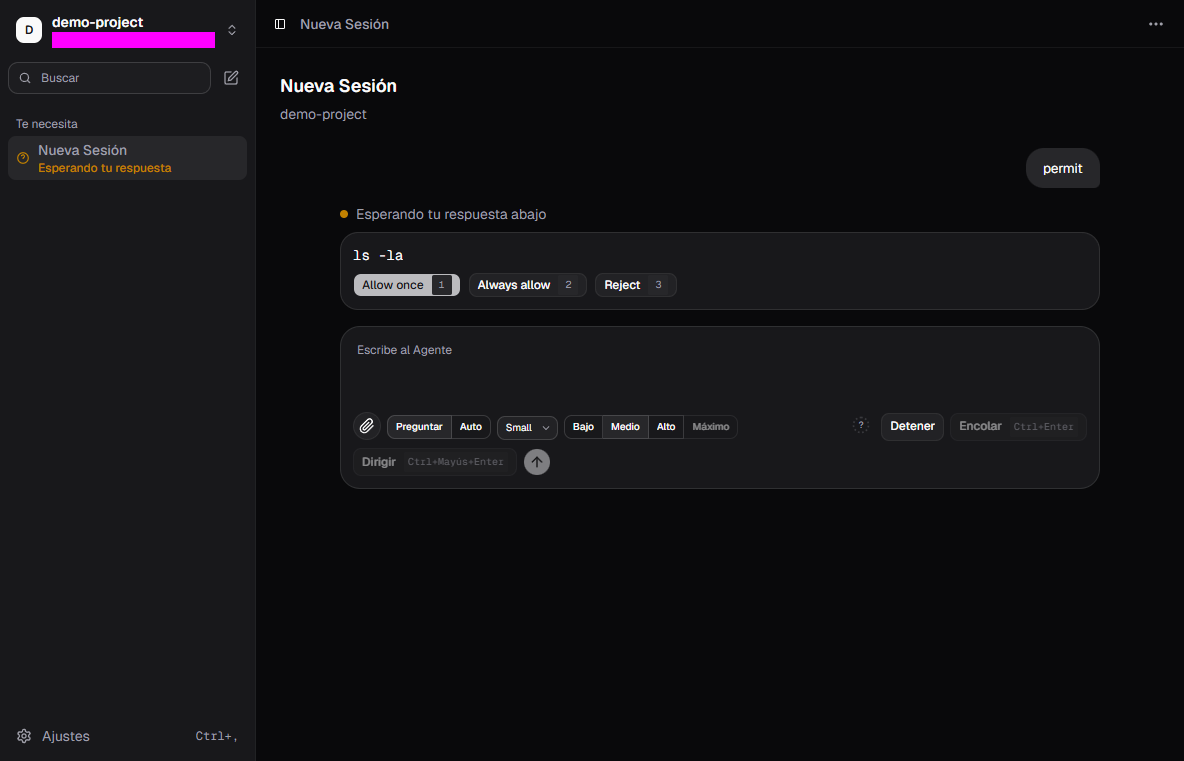 D
demo-project
Buscar
Te necesita
Nueva Sesión
Esperando tu respuesta
Ajustes Ctrl+,
Nueva Sesión
Nueva Sesión
demo-project
permit
Esperando tu respuesta abajo
ls -la
Allow once 1 Always allow 2 Reject 3
Escribe al Agente
Preguntar Auto Small Bajo Medio Alto Máximo ? Detener Encolar Ctrl+Enter
Dirigir Ctrl+Mayús+Enter